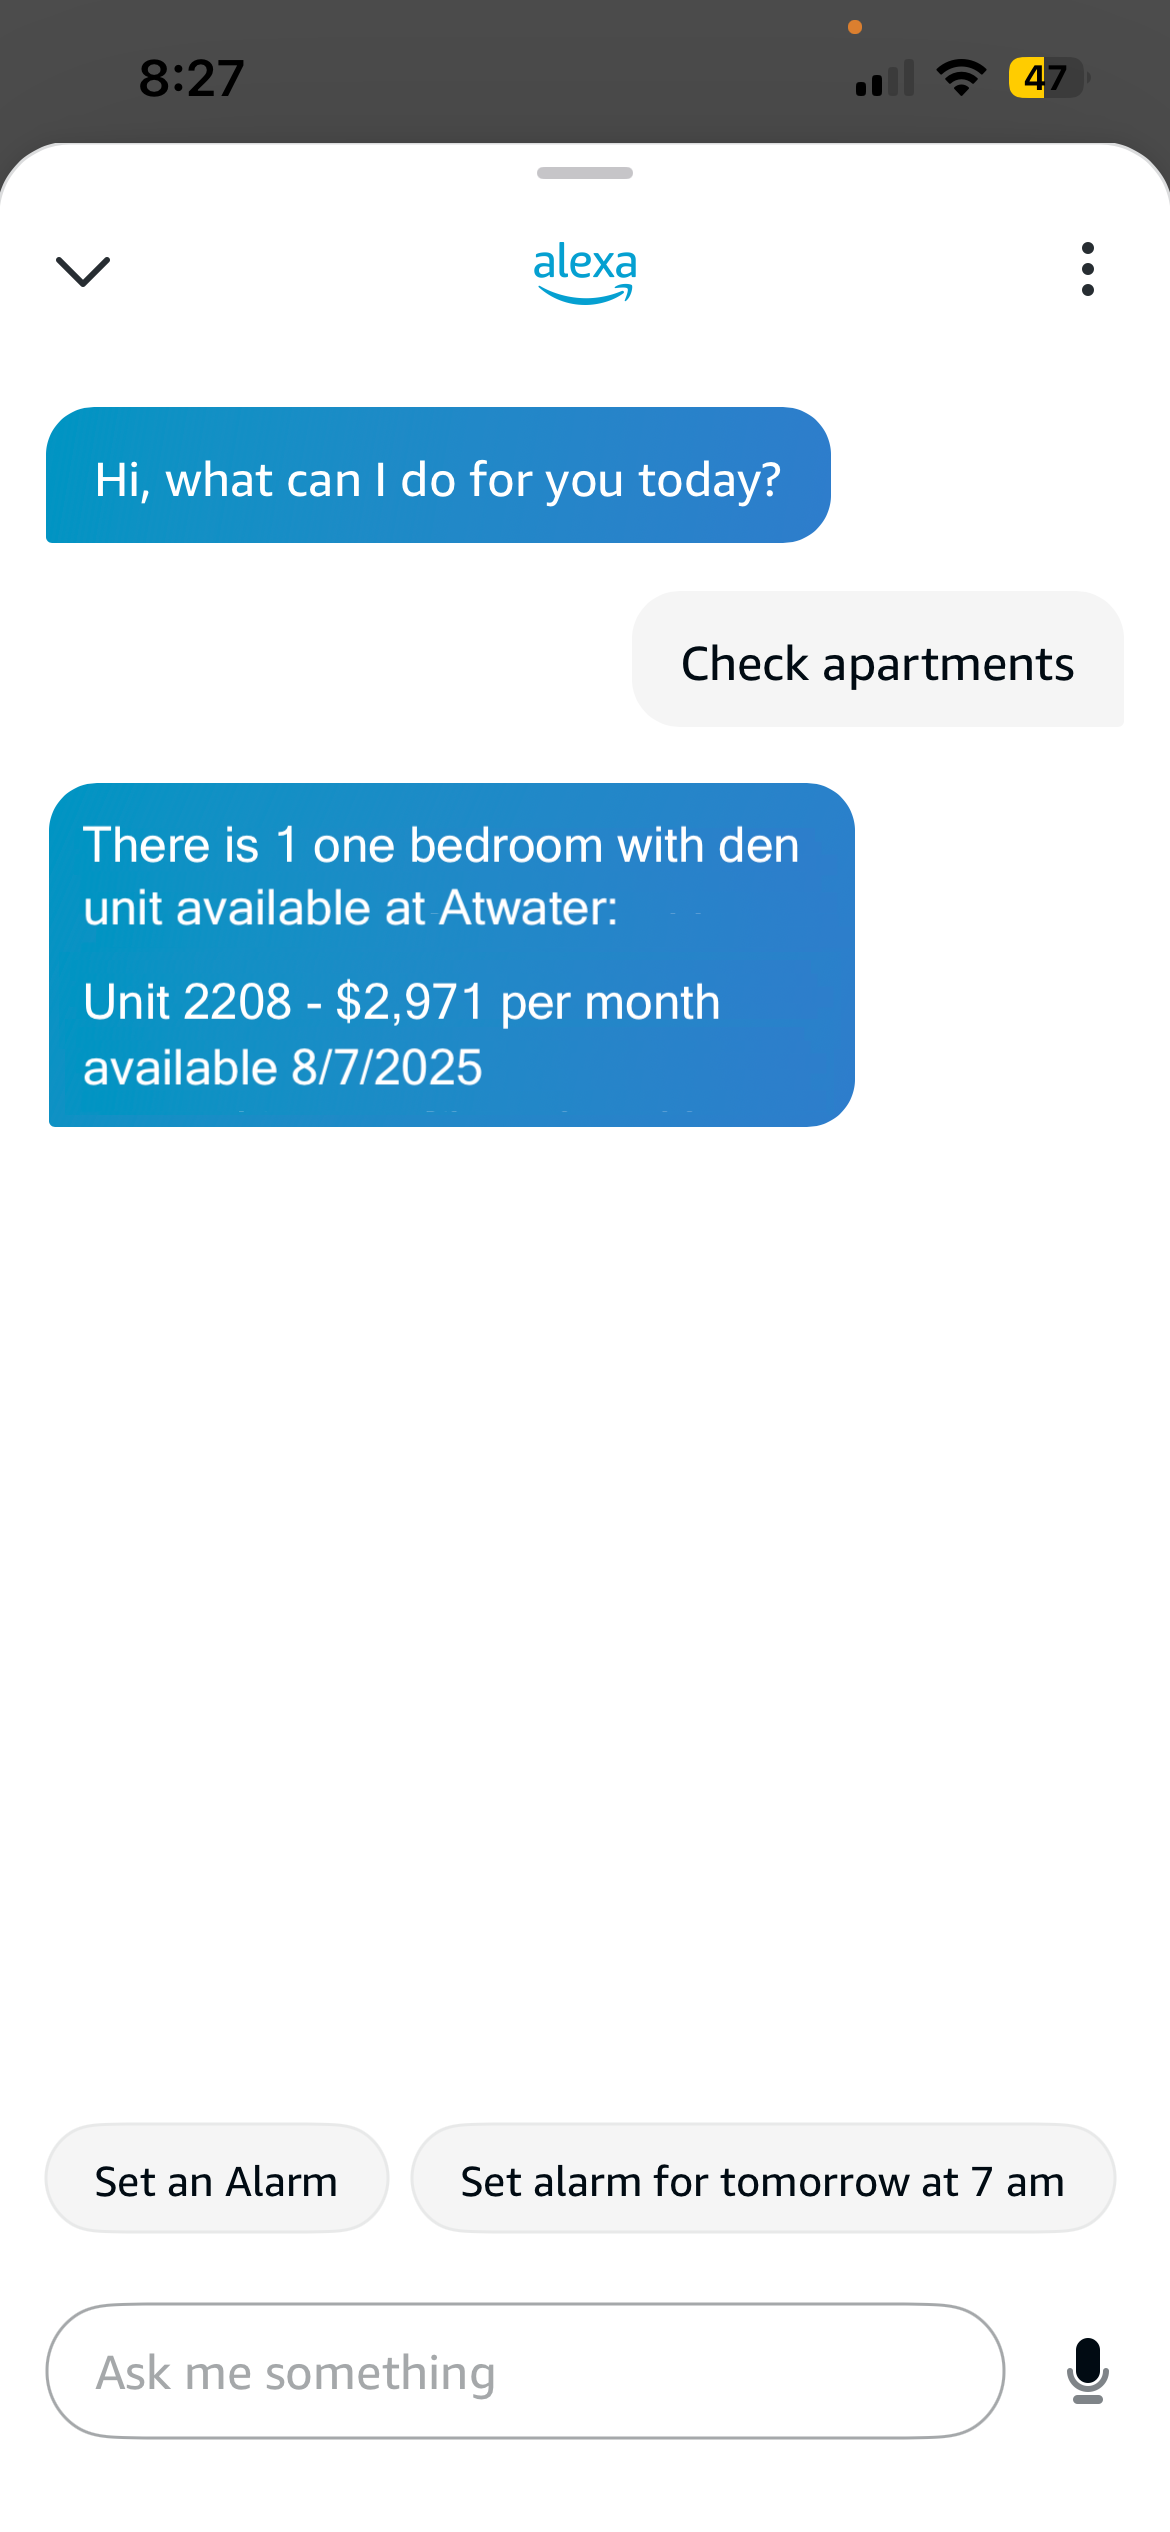 8:27
47
alexa
Hi, what can I do for you today?
Check apartments
There is 1 one bedroom with den
unit available at Atwater:
Unit 2208 - $2,971 per month
available 8/7/2025
Set an Alarm
Set alarm for tomorrow at 7 am
Ask me something